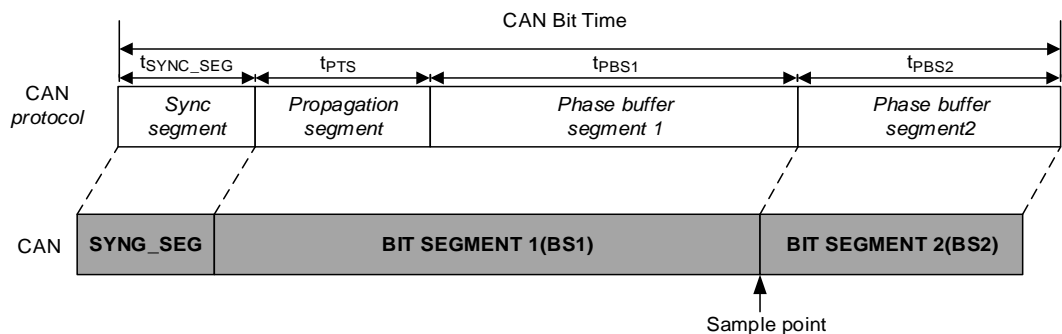 CAN Bit Time
tSYNC_SEG tPTS tPBS1 tPBS2
CAN protocol
Sync segment
Propagation segment
Phase buffer segment 1
Phase buffer segment2
CAN
SYNG_SEG
BIT SEGMENT 1(BS1)
BIT SEGMENT 2(BS2)
Sample point